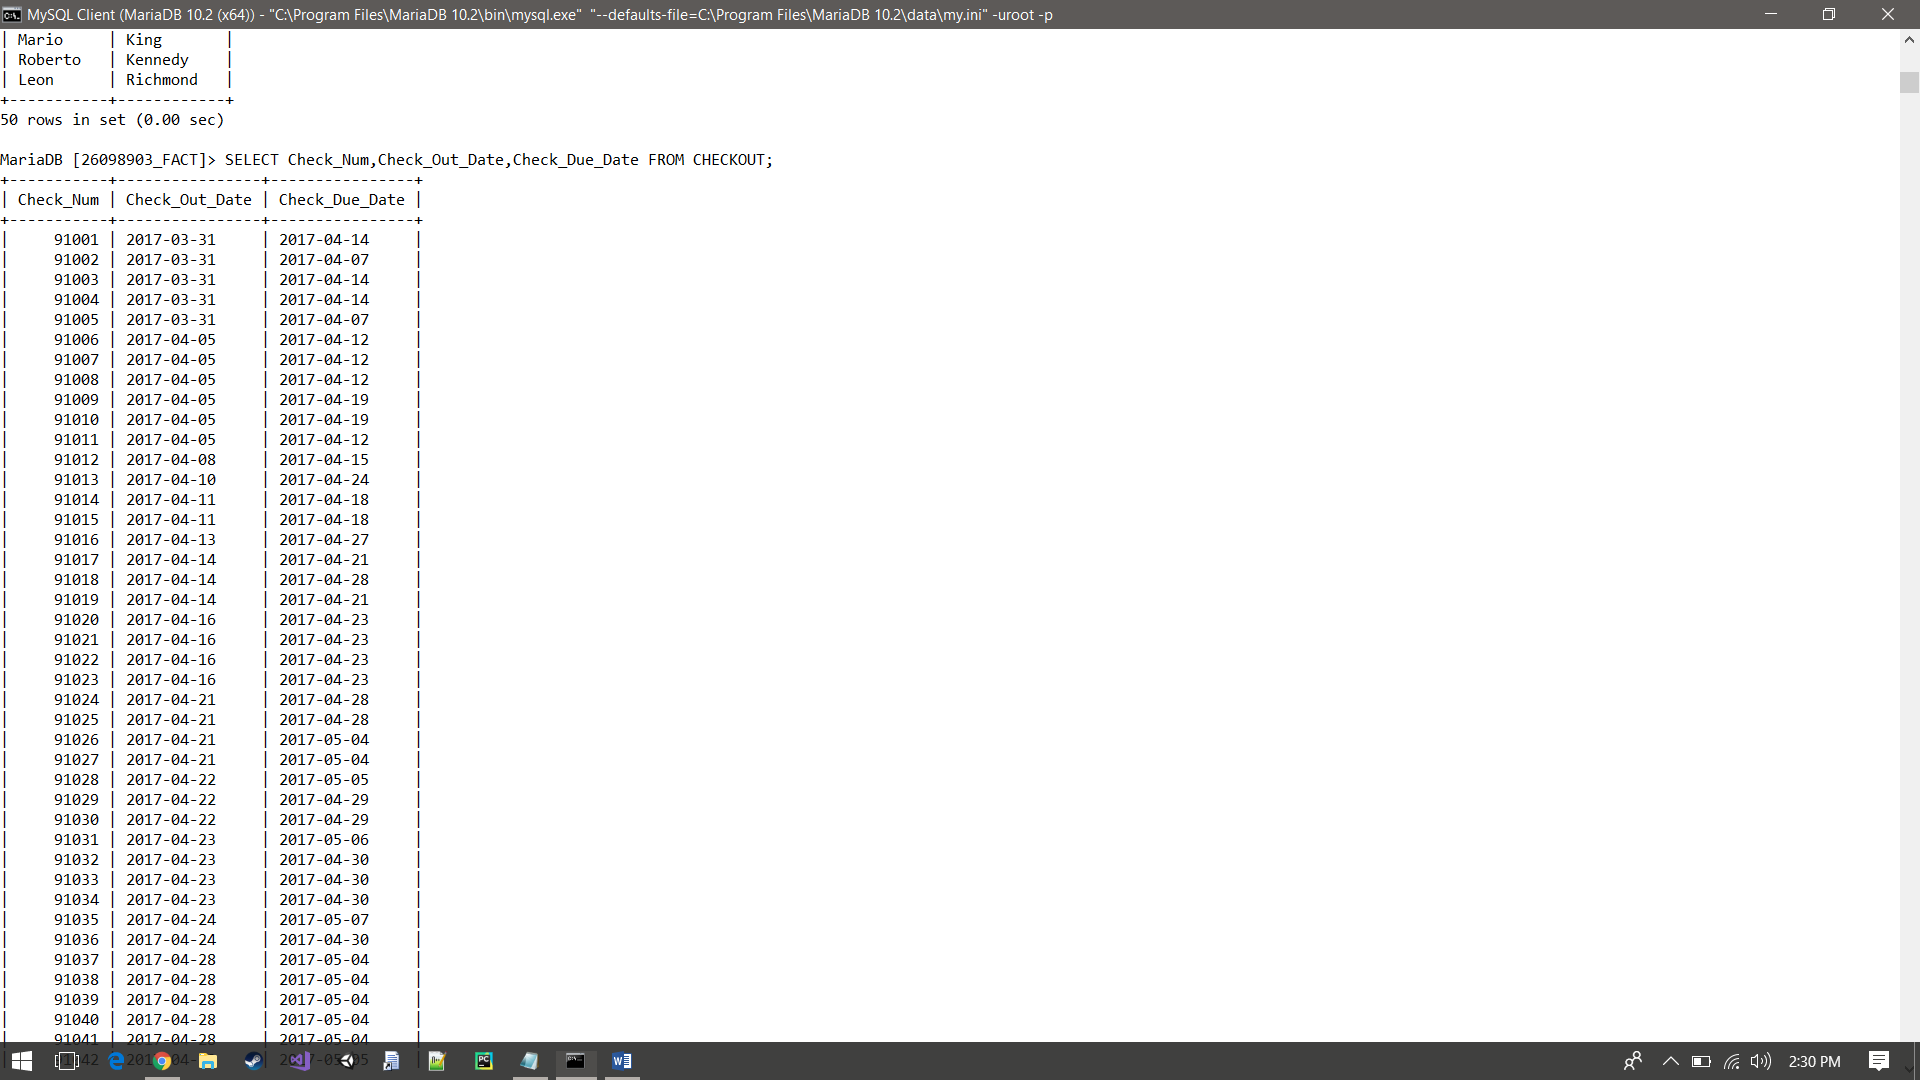 MySQL Client (MariaDB 10.2 (x64)) - "C:\Program Files\MariaDB 10.2\bin\mysql.exe" "--defaults-file=C:\Program Files\MariaDB 10.2\data\my.ini" -uroot -p
| Mario     | King       |
| Roberto   | Kennedy    |
| Leon      | Richmond   |
+-----------+------------+
50 rows in set (0.00 sec)
MariaDB [26098903_FACT]> SELECT Check_Num,Check_Out_Date,Check_Due_Date FROM CHECKOUT;
+-----------+----------------+----------------+
| Check_Num | Check_Out_Date | Check_Due_Date |
+-----------+----------------+----------------+
|     91001 | 2017-03-31     | 2017-04-14     |
|     91002 | 2017-03-31     | 2017-04-07     |
|     91003 | 2017-03-31     | 2017-04-14     |
|     91004 | 2017-03-31     | 2017-04-14     |
|     91005 | 2017-03-31     | 2017-04-07     |
|     91006 | 2017-04-05     | 2017-04-12     |
|     91007 | 2017-04-05     | 2017-04-12     |
|     91008 | 2017-04-05     | 2017-04-12     |
|     91009 | 2017-04-05     | 2017-04-19     |
|     91010 | 2017-04-05     | 2017-04-19     |
|     91011 | 2017-04-05     | 2017-04-12     |
|     91012 | 2017-04-08     | 2017-04-15     |
|     91013 | 2017-04-10     | 2017-04-24     |
|     91014 | 2017-04-11     | 2017-04-18     |
|     91015 | 2017-04-11     | 2017-04-18     |
|     91016 | 2017-04-13     | 2017-04-27     |
|     91017 | 2017-04-14     | 2017-04-21     |
|     91018 | 2017-04-14     | 2017-04-28     |
|     91019 | 2017-04-14     | 2017-04-21     |
|     91020 | 2017-04-16     | 2017-04-23     |
|     91021 | 2017-04-16     | 2017-04-23     |
|     91022 | 2017-04-16     | 2017-04-23     |
|     91023 | 2017-04-16     | 2017-04-23     |
|     91024 | 2017-04-21     | 2017-04-28     |
|     91025 | 2017-04-21     | 2017-04-28     |
|     91026 | 2017-04-21     | 2017-05-04     |
|     91027 | 2017-04-21     | 2017-05-04     |
|     91028 | 2017-04-22     | 2017-05-05     |
|     91029 | 2017-04-22     | 2017-04-29     |
|     91030 | 2017-04-22     | 2017-04-29     |
|     91031 | 2017-04-23     | 2017-05-06     |
|     91032 | 2017-04-23     | 2017-04-30     |
|     91033 | 2017-04-23     | 2017-04-30     |
|     91034 | 2017-04-23     | 2017-04-30     |
|     91035 | 2017-04-24     | 2017-05-07     |
|     91036 | 2017-04-24     | 2017-04-30     |
|     91037 | 2017-04-28     | 2017-05-04     |
|     91038 | 2017-04-28     | 2017-05-04     |
|     91039 | 2017-04-28     | 2017-05-04     |
|     91040 | 2017-04-28     | 2017-05-04     |
|     91041 | 2017-04-28     | 2017-05-04     |
2:30 PM